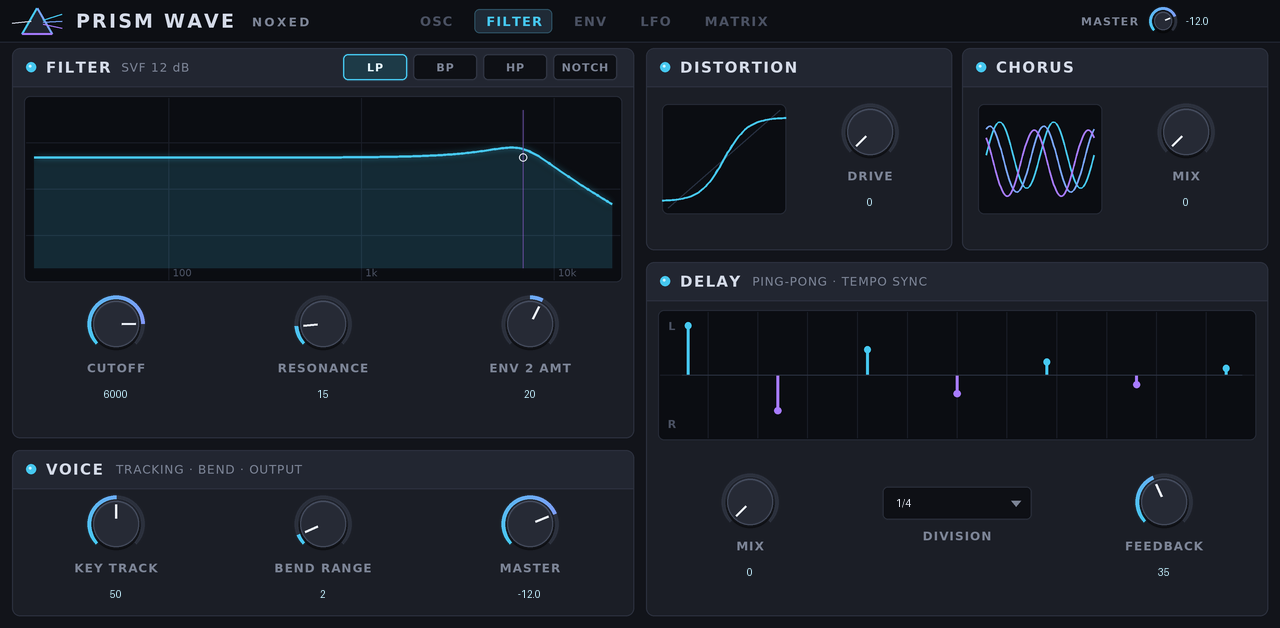 PRISM WAVE NOXED OSC FILTER ENV LFO MATRIX MASTER -12.0
FILTER SVF 12 dB LP BP HP NOTCH
100 1k 10k
CUTOFF RESONANCE ENV 2 AMT
6000 15 20
VOICE TRACKING · BEND · OUTPUT
KEY TRACK BEND RANGE MASTER
50 2 -12.0
DISTORTION
DRIVE
0
CHORUS
MIX
0
DELAY PING-PONG · TEMPO SYNC
L
R
1/4
MIX DIVISION FEEDBACK
0 35